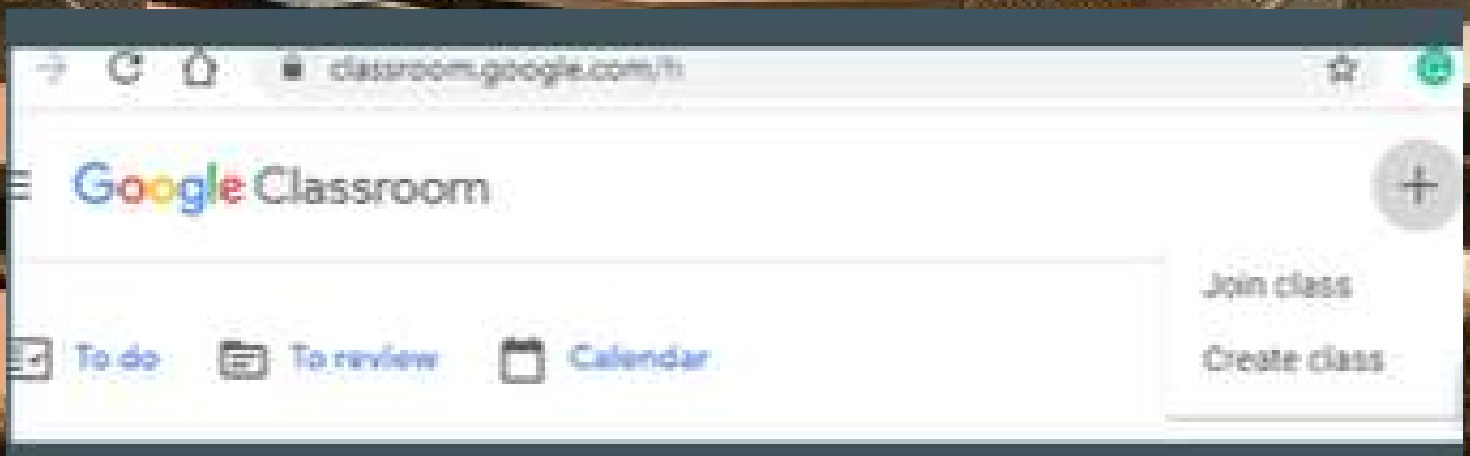 classroom.google.com/h
Google Classroom
Join class
To do To review Calendar
Create class